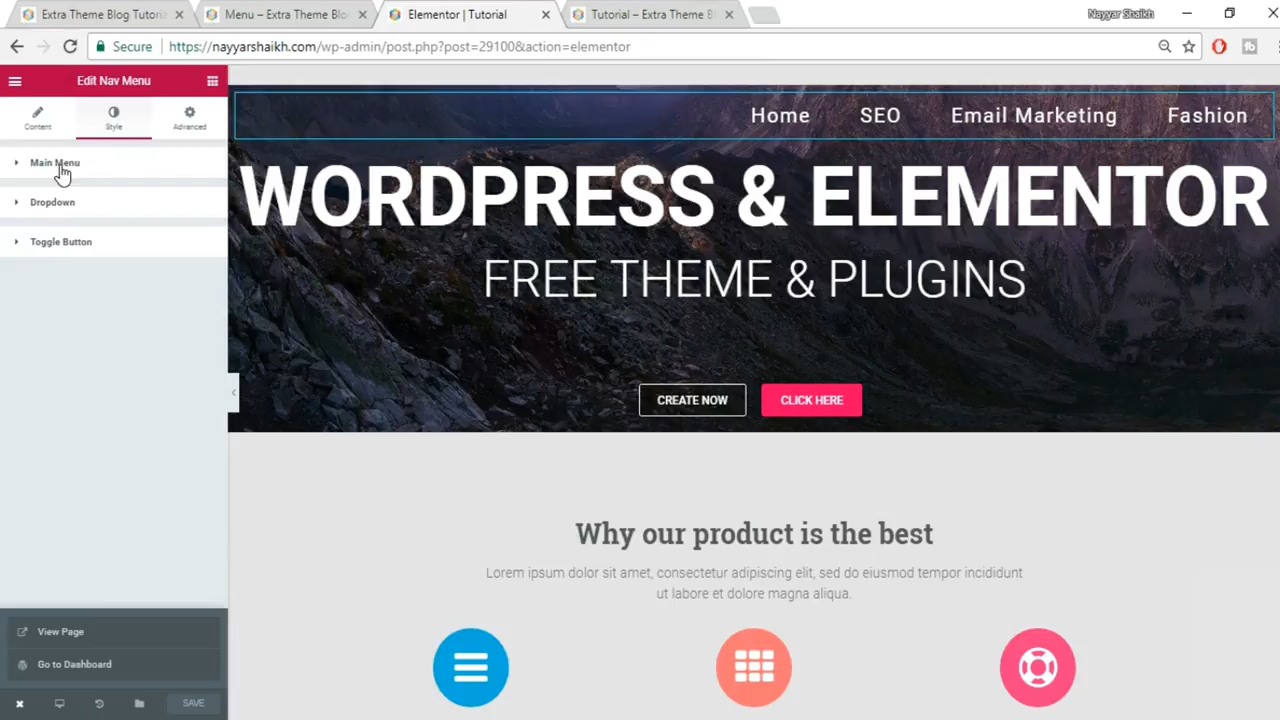 Extra Theme Blog Tutoria
Menu – Extra Theme Blo
Elementor | Tutorial
Tutorial – Extra Theme B
Nayyar Shaikh
Secure
https://nayyarshaikh.com/wp-admin/post.php?post=29100&action=elementor
Edit Nav Menu
Content
Style
Advanced
Main Menu
Dropdown
Toggle Button
View Page
Go to Dashboard
SAVE
Home
SEO
Email Marketing
Fashion
WORDPRESS & ELEMENTOR
FREE THEME & PLUGINS
CREATE NOW
CLICK HERE
Why our product is the best
Lorem ipsum dolor sit amet, consectetur adipiscing elit, sed do eiusmod tempor incididunt
ut labore et dolore magna aliqua.